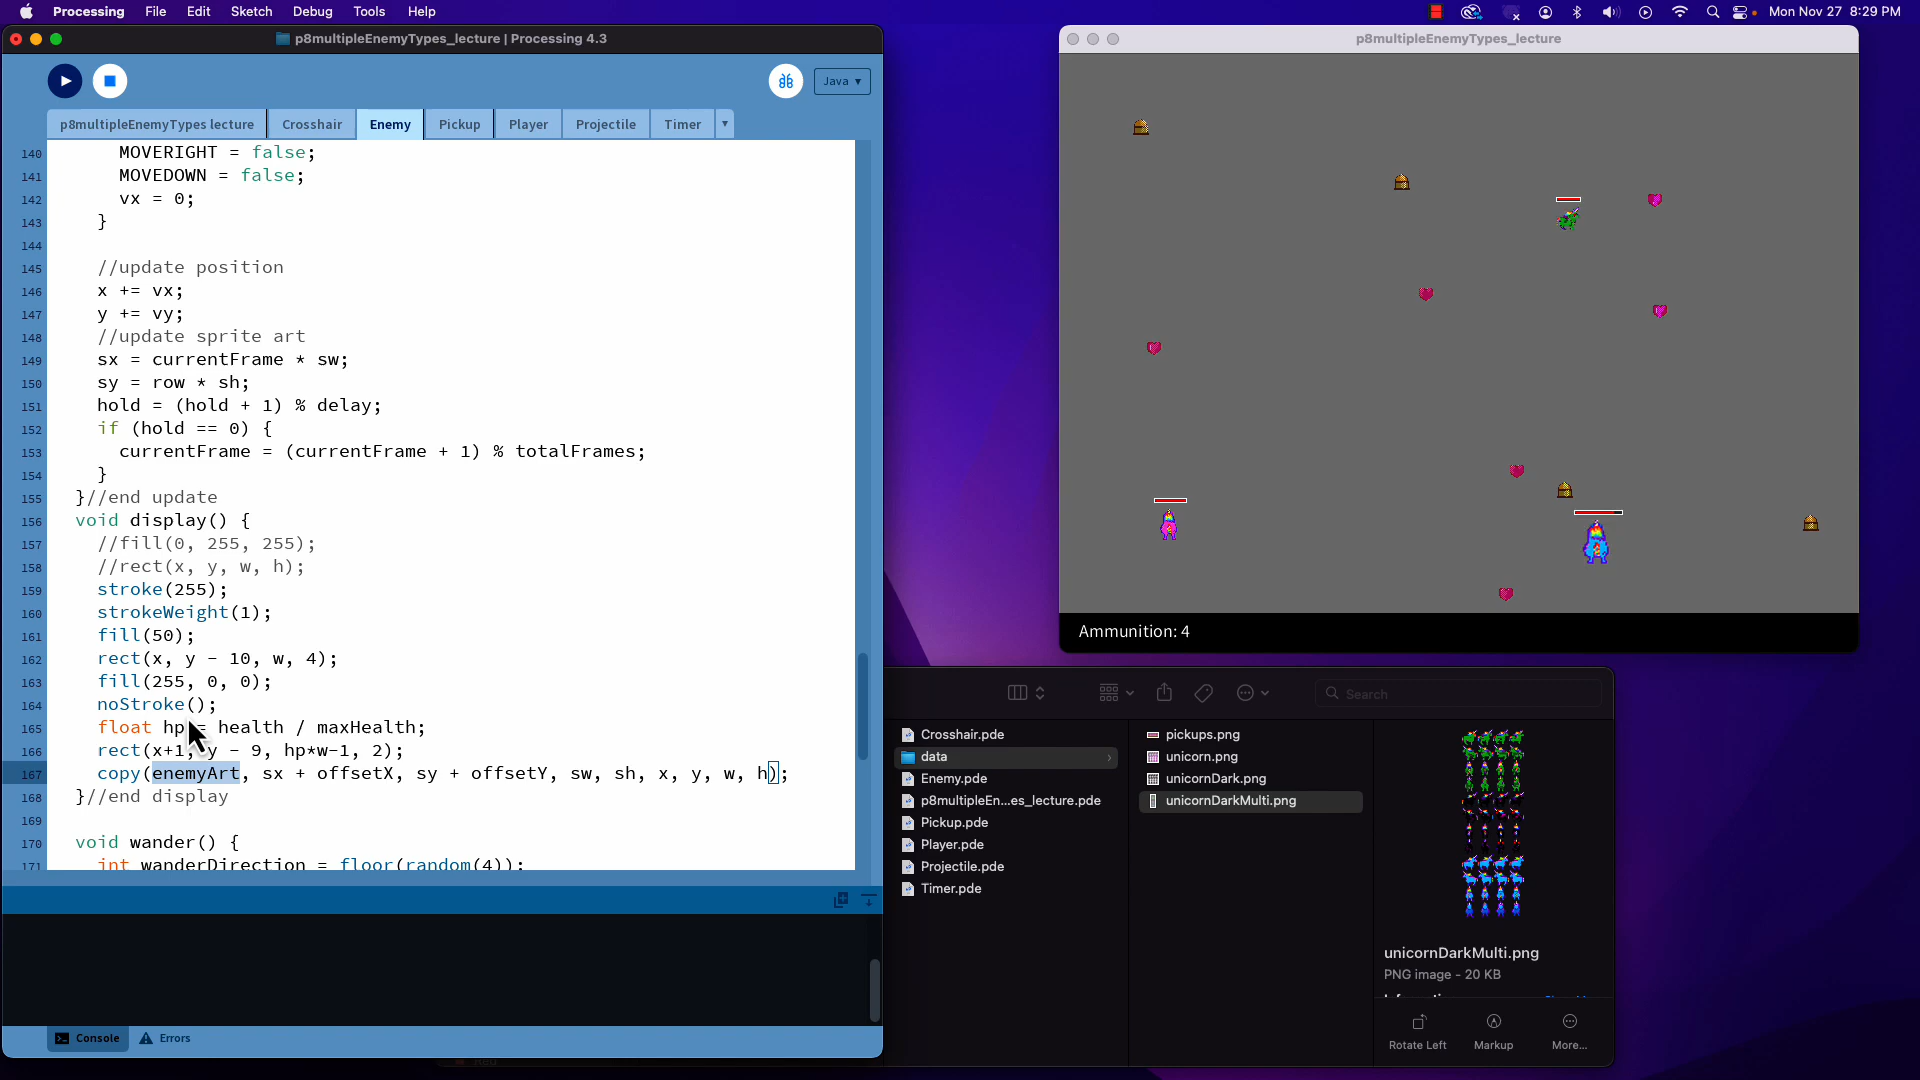 Processing File Edit Sketch Debug Tools Help
Mon Nov 27 8:29 PM
p8multipleEnemyTypes_lecture | Processing 4.3
Java
p8multipleEnemyTypes lecture Crosshair Enemy Pickup Player Projectile Timer
140 MOVERIGHT = false;
141 MOVEDOWN = false;
142 vx = 0;
143 }
144
145 //update position
146 x += vx;
147 y += vy;
148 //update sprite art
149 sx = currentFrame * sw;
150 sy = row * sh;
151 hold = (hold + 1) % delay;
152 if (hold == 0) {
153 currentFrame = (currentFrame + 1) % totalFrames;
154 }
155 }//end update
156 void display() {
157 //fill(0, 255, 255);
158 //rect(x, y, w, h);
159 stroke(255);
160 strokeWeight(1);
161 fill(50);
162 rect(x, y - 10, w, 4);
163 fill(255, 0, 0);
164 noStroke();
165 float hp = health / maxHealth;
166 rect(x+1, y - 9, hp*w-1, 2);
167 copy(enemyArt, sx + offsetX, sy + offsetY, sw, sh, x, y, w, h);
168 }//end display
169
170 void wander() {
171 int wanderDirection = floor(random(4));
Console Errors
p8multipleEnemyTypes_lecture
Ammunition: 4
Search
Crosshair.pde
data
Enemy.pde
p8multipleEn...es_lecture.pde
Pickup.pde
Player.pde
Projectile.pde
Timer.pde
pickups.png
unicorn.png
unicornDark.png
unicornDarkMulti.png
unicornDarkMulti.png
PNG image - 20 KB
Rotate Left Markup More...